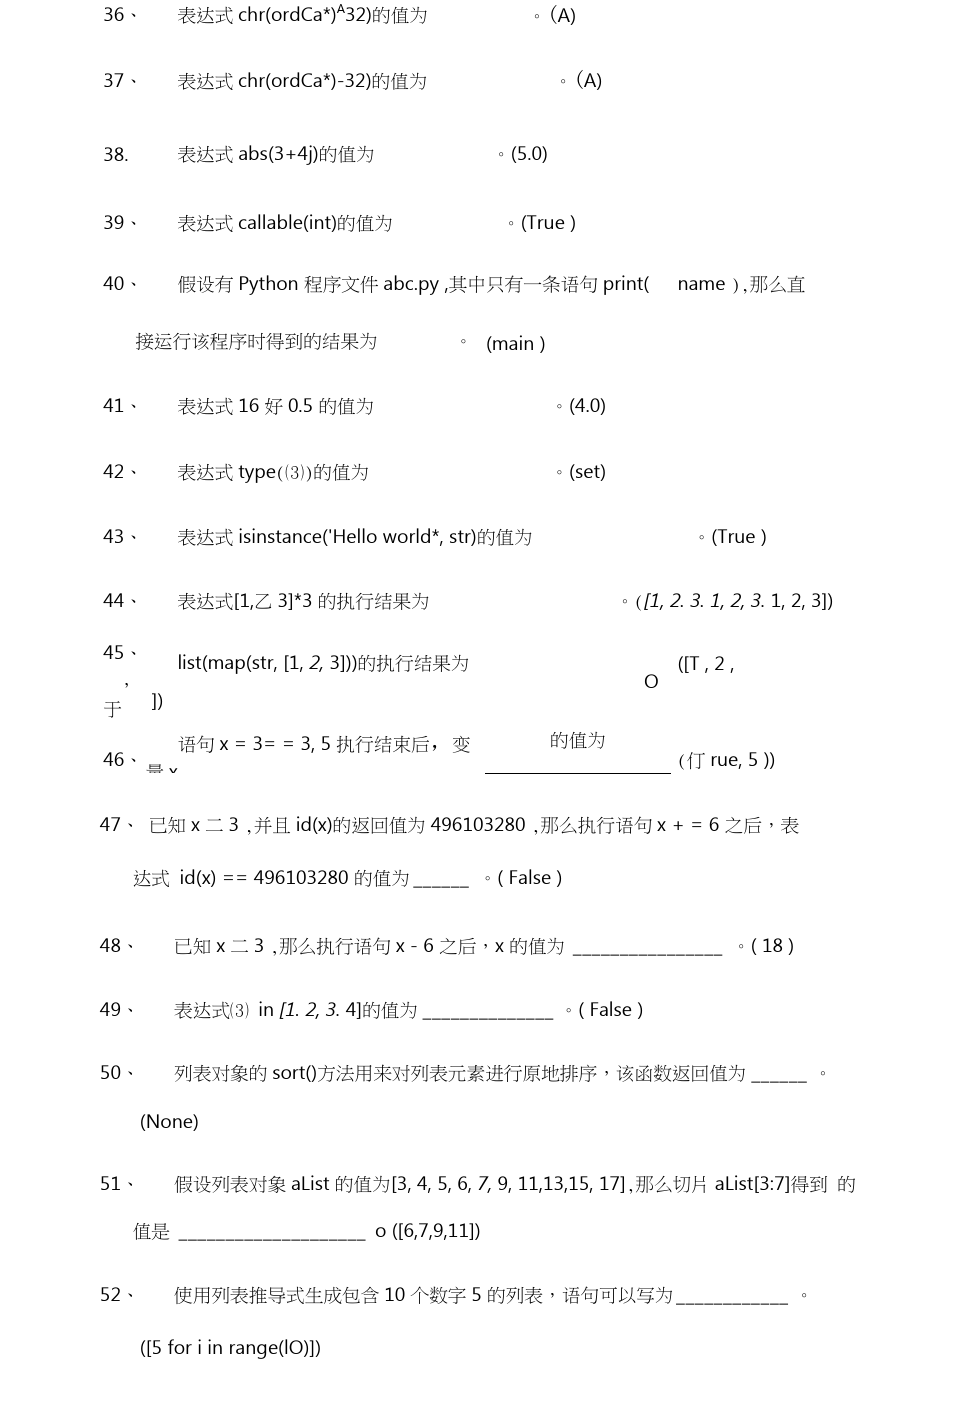 36、 表达式 chr(ordCa*)^A32)的值为 。(A)
37、 表达式 chr(ordCa*)-32)的值为 。(A)
38. 表达式 abs(3+4j)的值为 。(5.0)
39、 表达式 callable(int)的值为 。(True )
40、 假设有 Python 程序文件 abc.py ,其中只有一条语句 print( name ),那么直
接运行该程序时得到的结果为 。 (main )
41、 表达式 16 好 0.5 的值为 。(4.0)
42、 表达式 type((3))的值为 。(set)
43、 表达式 isinstance('Hello world*, str)的值为 。(True )
44、 表达式[1,乙 3]*3 的执行结果为 。([1, 2. 3. 1, 2, 3. 1, 2, 3])
45、 list(map(str, [1, 2, 3]))的执行结果为 O ([T , 2 ,
,
于 ])
46、 语句 x = 3= = 3, 5 执行结束后，变 的值为 (仃 rue, 5 ))
量 x
47、 已知 x 二 3 ,并且 id(x)的返回值为 496103280 ,那么执行语句 x + = 6 之后，表
达式 id(x) == 496103280 的值为 ______ 。( False )
48、 已知 x 二 3 ,那么执行语句 x - 6 之后，x 的值为 ________________ 。( 18 )
49、 表达式(3) in [1. 2, 3. 4]的值为 ______________ 。( False )
50、 列表对象的 sort()方法用来对列表元素进行原地排序，该函数返回值为 ______ 。
(None)
51、 假设列表对象 aList 的值为[3, 4, 5, 6, 7, 9, 11,13,15, 17],那么切片 aList[3:7]得到 的
值是 ____________________ o ([6,7,9,11])
52、 使用列表推导式生成包含 10 个数字 5 的列表，语句可以写为____________ 。
([5 for i in range(lO)])